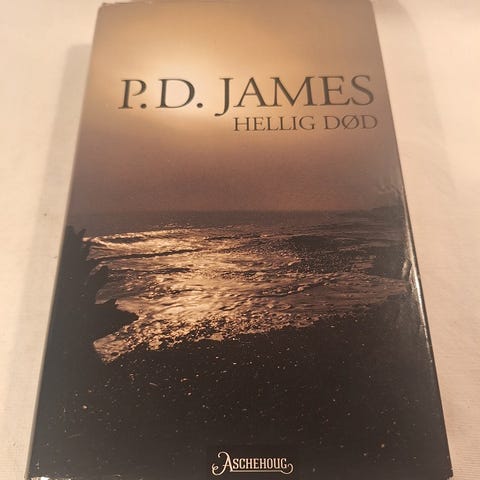 P. D. JAMES
HELLIG DØD
ASCHEHOUG